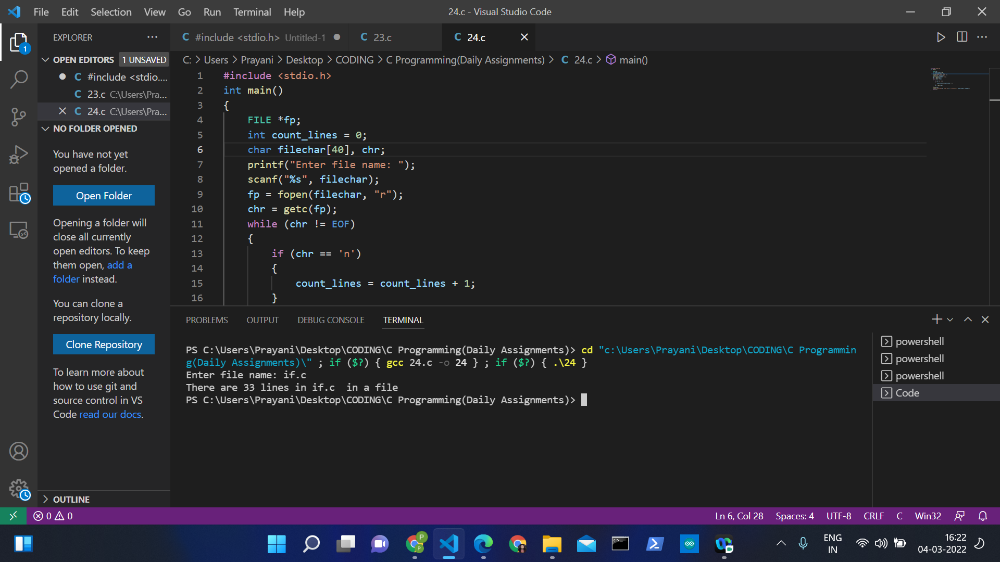 File Edit Selection View Go Run Terminal Help
24.c - Visual Studio Code
EXPLORER
#include <stdio.h> Untitled-1
23.c
24.c
OPEN EDITORS 1 UNSAVED
C #include <stdio....
C 23.c C:\Users\Pra...
C 24.c C:\Users\Pra...
NO FOLDER OPENED
You have not yet
opened a folder.
Open Folder
Opening a folder will
close all currently
open editors. To keep
them open, add a
folder instead.
You can clone a
repository locally.
Clone Repository
To learn more about
how to use git and
source control in VS
Code read our docs.
OUTLINE
C: > Users > Prayani > Desktop > CODING > C Programming(Daily Assignments) > C 24.c > main()
1 #include <stdio.h>
2 int main()
3 {
4 FILE *fp;
5 int count_lines = 0;
6 char filechar[40], chr;
7 printf("Enter file name: ");
8 scanf("%s", filechar);
9 fp = fopen(filechar, "r");
10 chr = getc(fp);
11 while (chr != EOF)
12 {
13 if (chr == 'n')
14 {
15 count_lines = count_lines + 1;
16 }
PROBLEMS OUTPUT DEBUG CONSOLE TERMINAL
PS C:\Users\Prayani\Desktop\CODING\C Programming(Daily Assignments)> cd "c:\Users\Prayani\Desktop\CODING\C Programmin
g(Daily Assignments)\" ; if ($?) { gcc 24.c -o 24 } ; if ($?) { .\24 }
Enter file name: if.c
There are 33 lines in if.c  in a file
PS C:\Users\Prayani\Desktop\CODING\C Programming(Daily Assignments)>
powershell
powershell
powershell
Code
0 0
Ln 6, Col 28 Spaces: 4 UTF-8 CRLF C Win32
ENG
IN
16:22
04-03-2022